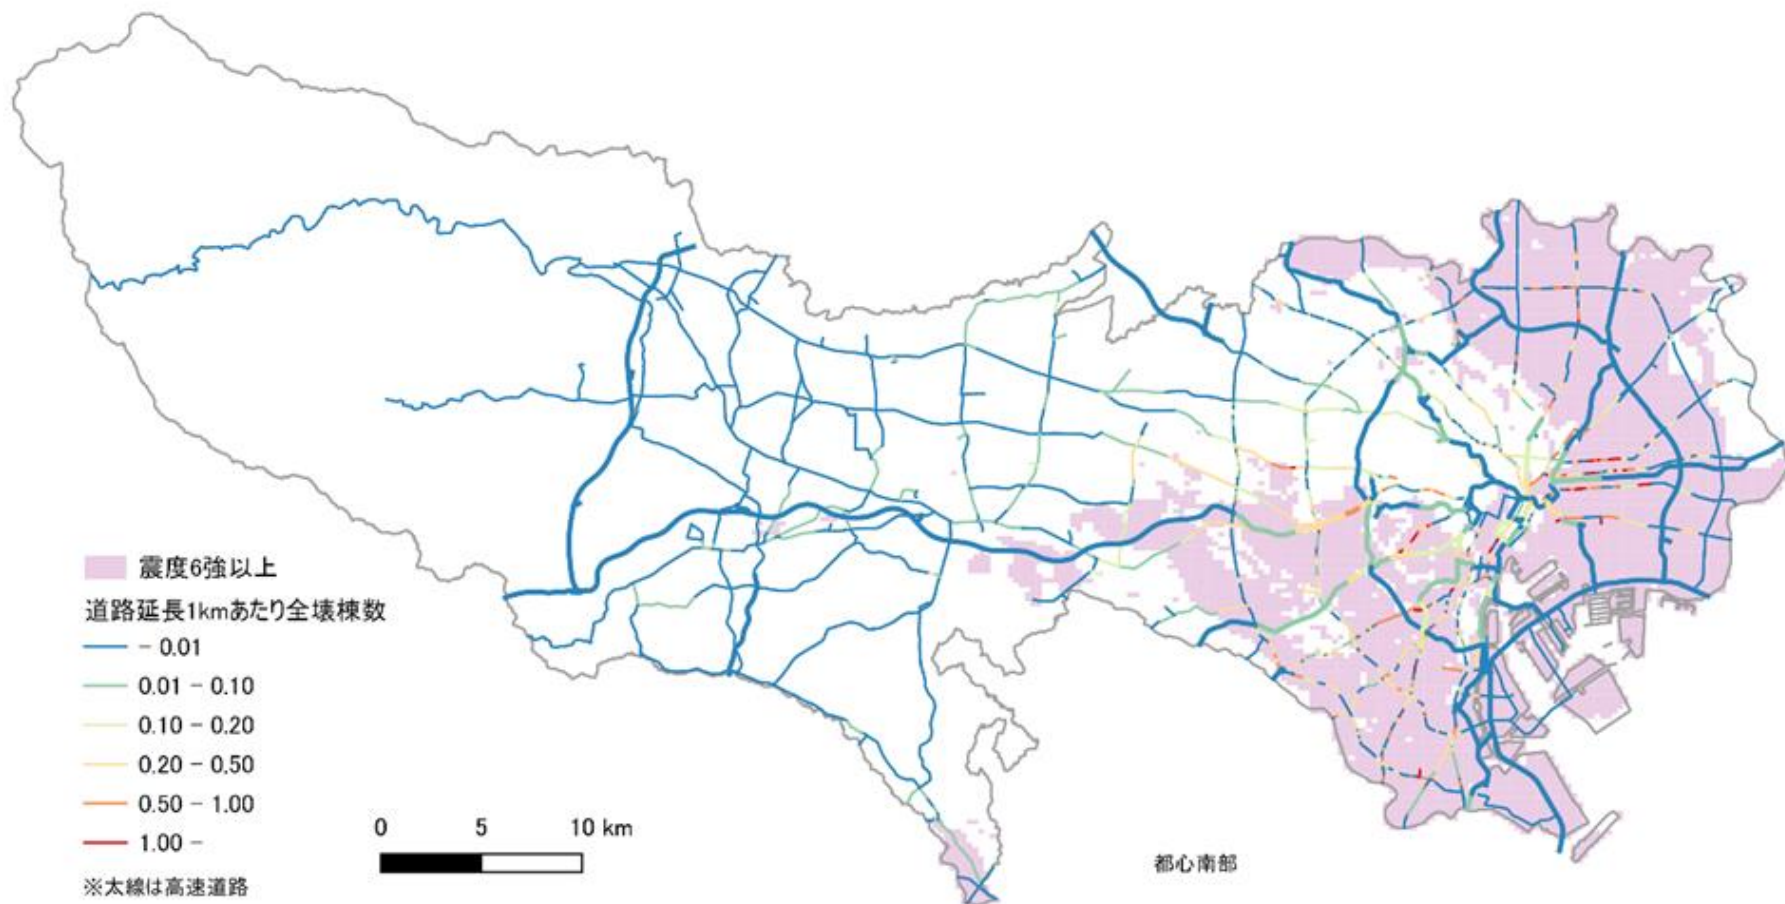 震度6強以上
道路延長1kmあたり全壊棟数
- 0.01
0.01 - 0.10
0.10 - 0.20
0.20 - 0.50
0.50 - 1.00
1.00 -
※太線は高速道路
0 5 10 km
都心南部